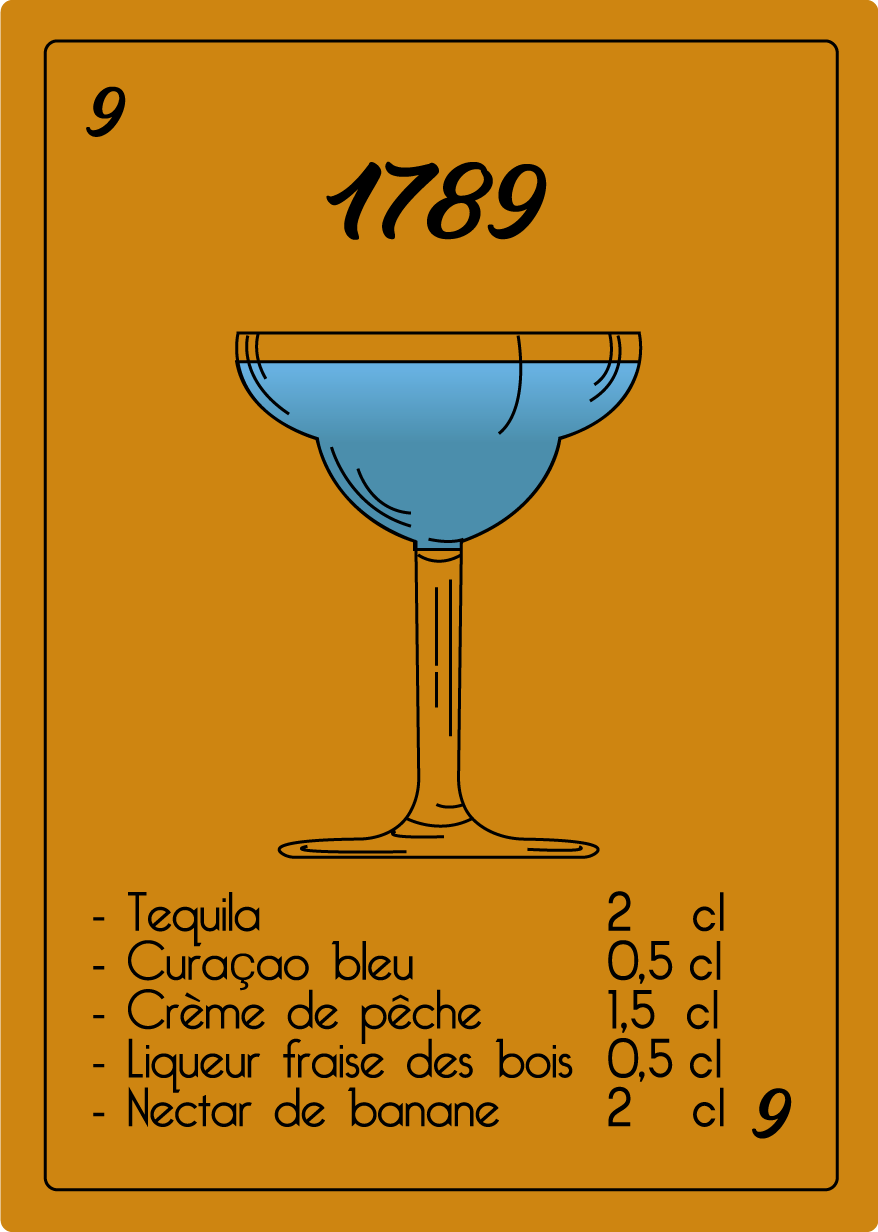 9
1789
- Tequila 2 cl
- Curaçao bleu 0,5 cl
- Crème de pêche 1,5 cl
- Liqueur fraise des bois 0,5 cl
- Nectar de banane 2 cl
9